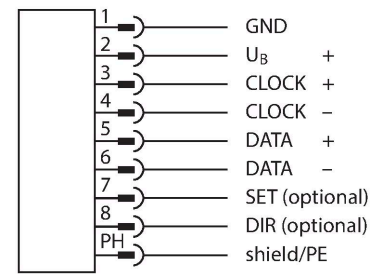 1 GND
2 UB +
3 CLOCK +
4 CLOCK –
5 DATA +
6 DATA –
7 SET (optional)
8 DIR (optional)
PH shield/PE